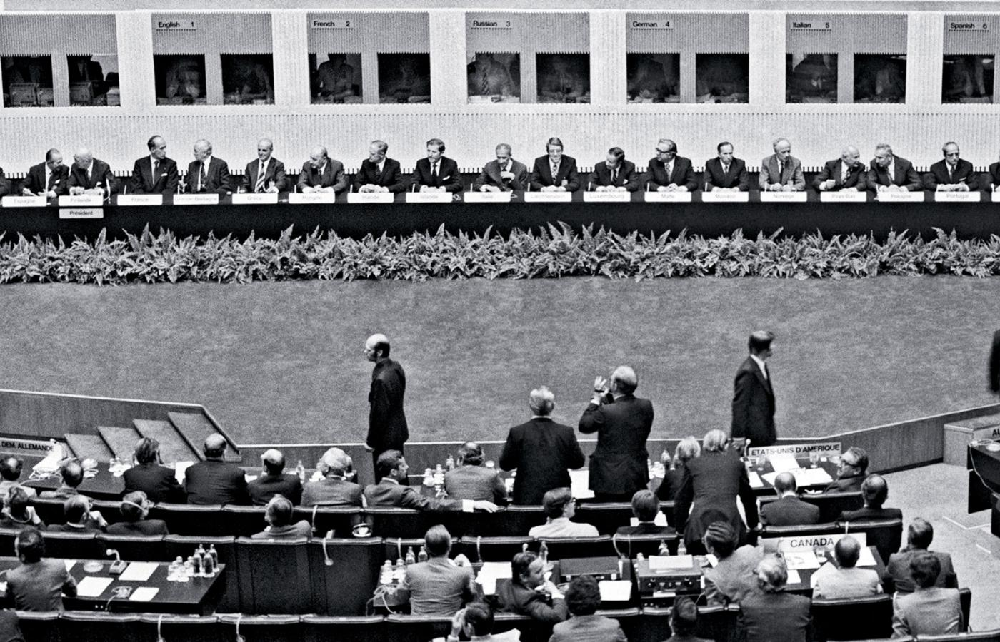 English 1
French 2
Russian 3
German 4
Italian 5
Spanish 6
Espagne
Finlande
France
Grande-Bretagne
Grèce
Hongrie
Irlande
Islande
Italie
Liechtenstein
Luxembourg
Malte
Monaco
Norvège
Pays-Bas
Pologne
Portugal
Président
DEM. ALLEMANDE
ETATS-UNIS D'AMERIQUE
CANADA